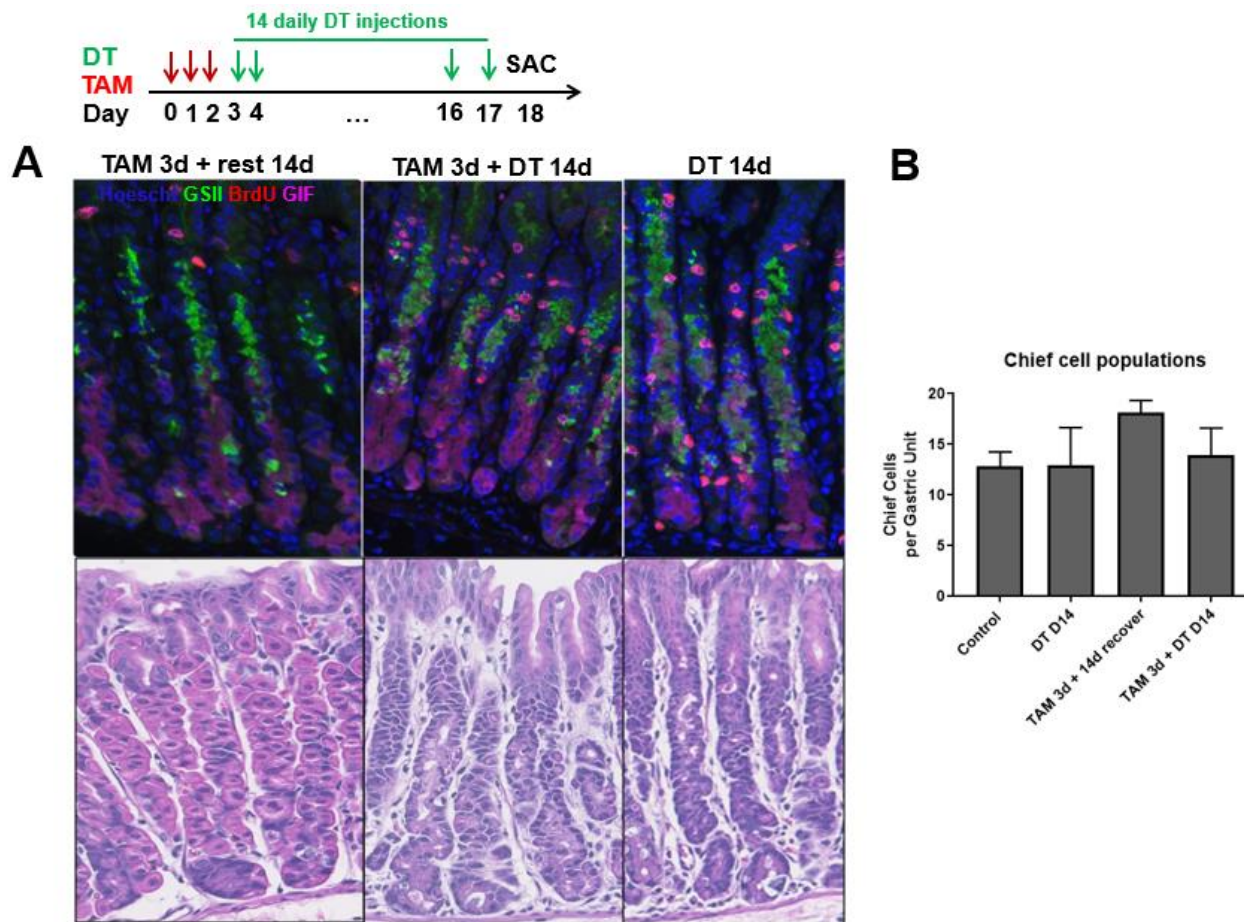 14 daily DT injections
DT
TAM
SAC
Day 0 1 2 3 4 ... 16 17 18
A
TAM 3d + rest 14d
TAM 3d + DT 14d
DT 14d
Hoescht GSII BrdU GIF
B
Chief cell populations
Chief Cells
per Gastric Unit
20
15
10
5
0
Control
DT D14
TAM 3d + 14d recover
TAM 3d + DT D14